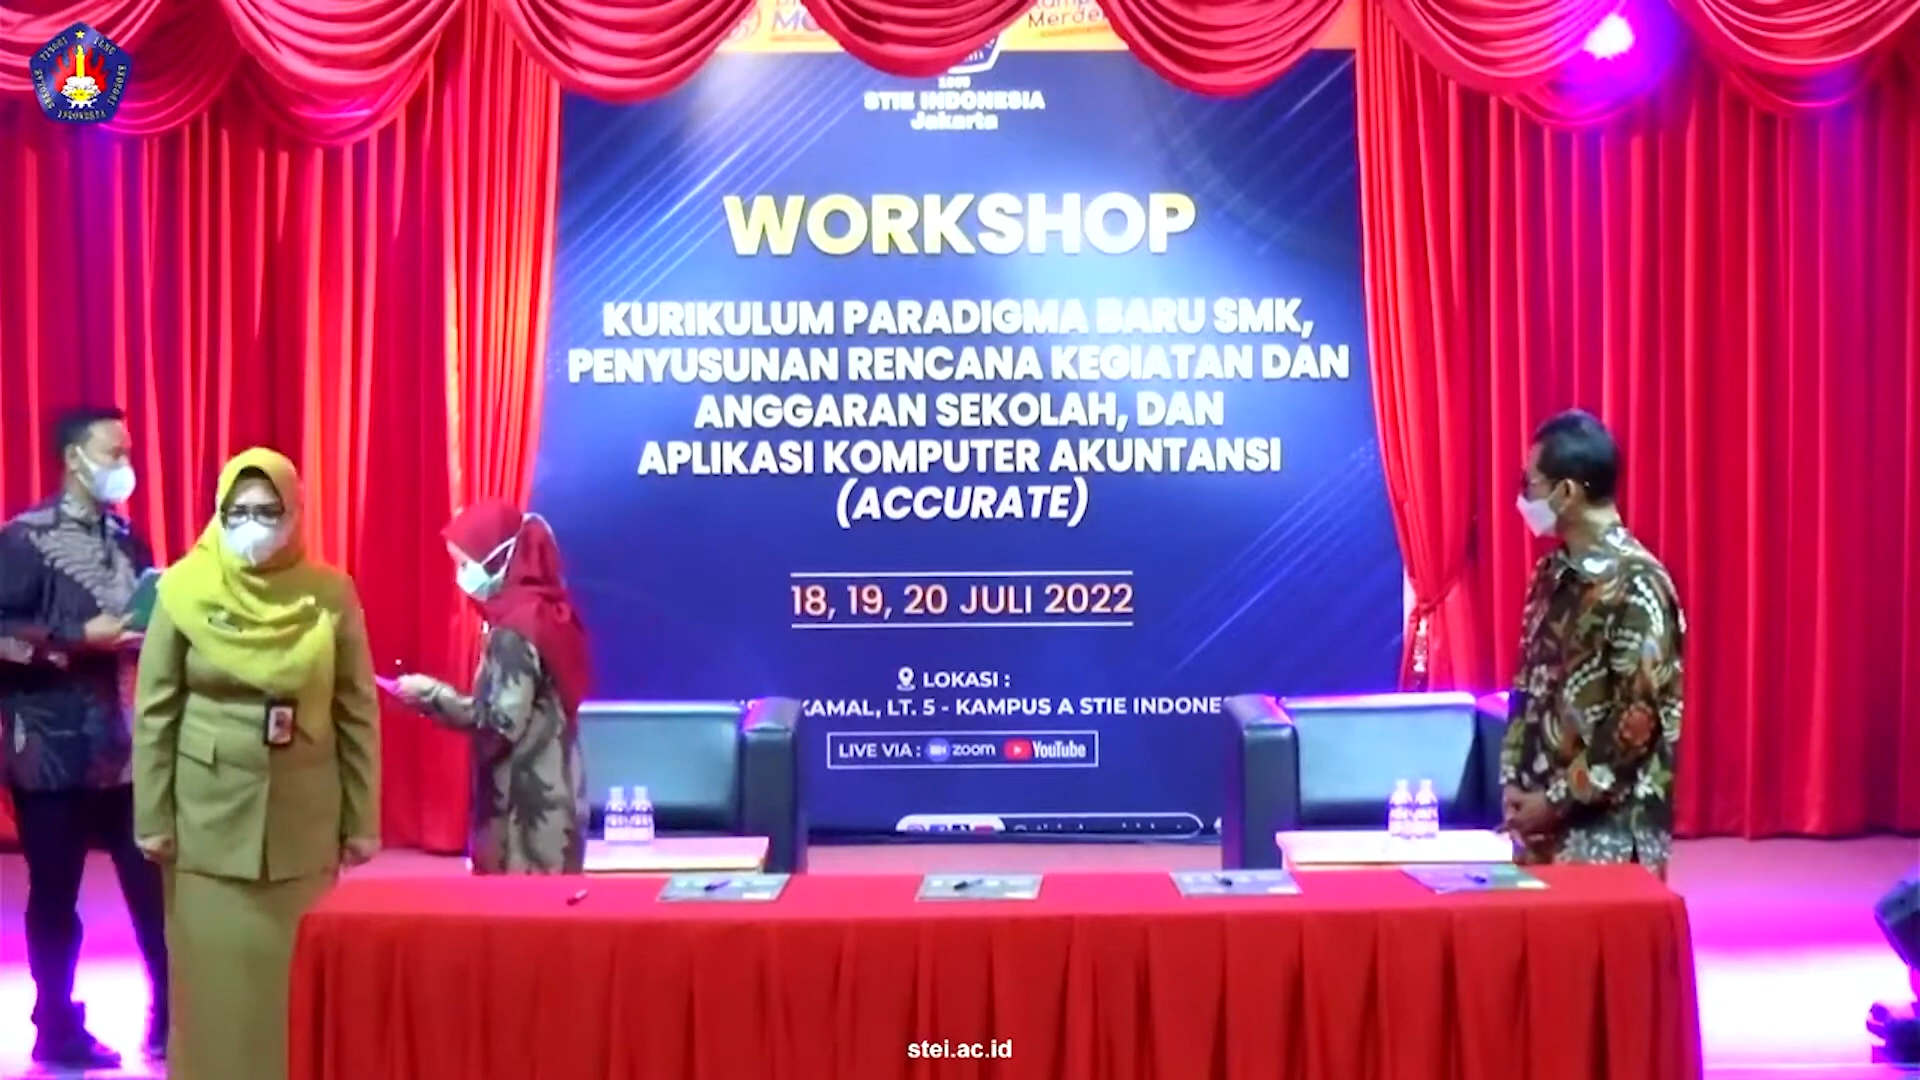 Merde
STIE INDONESIA
Jakarta
WORKSHOP
KURIKULUM PARADIGMA BARU SMK,
PENYUSUNAN RENCANA KEGIATAN DAN
ANGGARAN SEKOLAH, DAN
APLIKASI KOMPUTER AKUNTANSI
(ACCURATE)
18, 19, 20 JULI 2022
LOKASI :
KAMAL, LT. 5 - KAMPUS A STIE INDONE
LIVE VIA : zoom YouTube
stei.ac.id